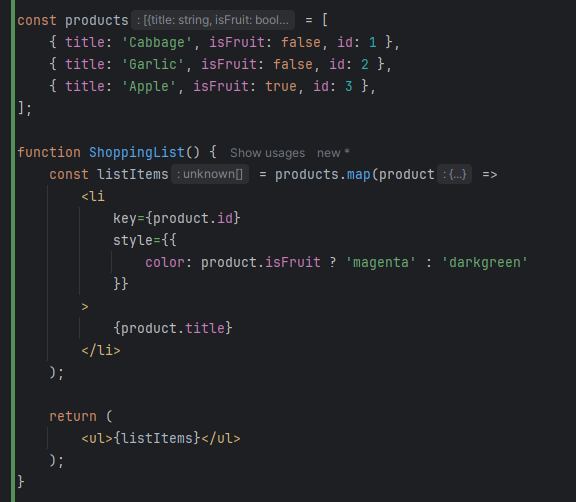 const products : [{title: string, isFruit: bool... = [
    { title: 'Cabbage', isFruit: false, id: 1 },
    { title: 'Garlic', isFruit: false, id: 2 },
    { title: 'Apple', isFruit: true, id: 3 },
];

function ShoppingList() { Show usages new *
    const listItems : unknown[] = products.map(product : {...} =>
        <li
            key={product.id}
            style={{
                color: product.isFruit ? 'magenta' : 'darkgreen'
            }}
        >
            {product.title}
        </li>
    );

    return (
        <ul>{listItems}</ul>
    );
}